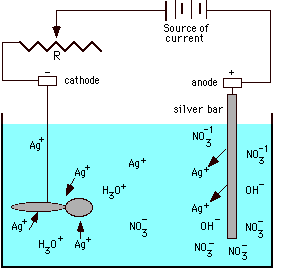 Source of
current
R
−
cathode
anode
+
silver bar
Ag⁺
NO₃⁻¹
Ag⁺
Ag⁺
Ag⁺
H₃O⁺
NO₃⁻¹
OH⁻
Ag⁺
Ag⁺
H₃O⁺
Ag⁺
NO₃⁻
OH⁻
NO₃⁻
NO₃⁻
NO₃⁻